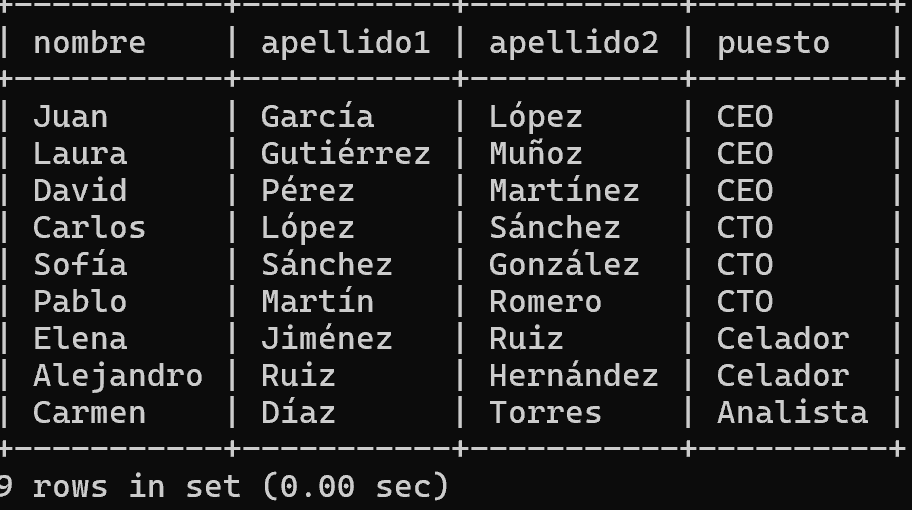 +-----------+-----------+-----------+----------+
| nombre    | apellido1 | apellido2 | puesto   |
+-----------+-----------+-----------+----------+
| Juan      | García    | López     | CEO      |
| Laura     | Gutiérrez | Muñoz     | CEO      |
| David     | Pérez     | Martínez  | CEO      |
| Carlos    | López     | Sánchez   | CTO      |
| Sofía     | Sánchez   | González  | CTO      |
| Pablo     | Martín    | Romero    | CTO      |
| Elena     | Jiménez   | Ruiz      | Celador  |
| Alejandro | Ruiz      | Hernández | Celador  |
| Carmen    | Díaz      | Torres    | Analista |
+-----------+-----------+-----------+----------+
9 rows in set (0.00 sec)